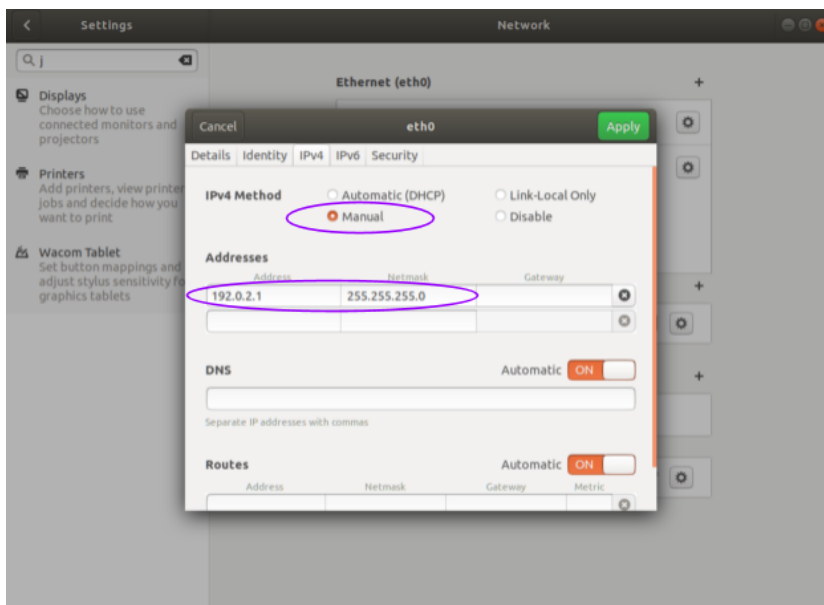 Settings
Network
j
Displays
Choose how to use
connected monitors and
projectors
Printers
Add printers, view printer
jobs and decide how you
want to print
Wacom Tablet
Set button mappings and
adjust stylus sensitivity fo
graphics tablets
Ethernet (eth0)
Cancel
eth0
Apply
Details Identity IPv4 IPv6 Security
IPv4 Method
Automatic (DHCP)
Link-Local Only
Manual
Disable
Addresses
Address Netmask Gateway
192.0.2.1 255.255.255.0
DNS
Automatic ON
Separate IP addresses with commas
Routes
Automatic ON
Address Netmask Gateway Metric